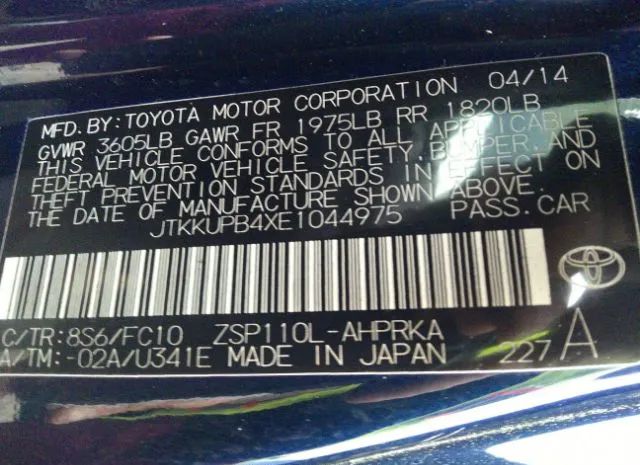 MFD. BY: TOYOTA MOTOR CORPORATION 04/14
GVWR 3605LB GAWR FR 1975LB RR 1820LB
THIS VEHICLE CONFORMS TO ALL APPLICABLE
FEDERAL MOTOR VEHICLE SAFETY, BUMPER, AND
THEFT PREVENTION STANDARDS IN EFFECT ON
THE DATE OF MANUFACTURE SHOWN ABOVE.
JTKKUPB4XE1044975 PASS. CAR
C/TR: 8S6/FC10 ZSP110L-AHPRKA
A/TM: -02A/U341E MADE IN JAPAN 227 A